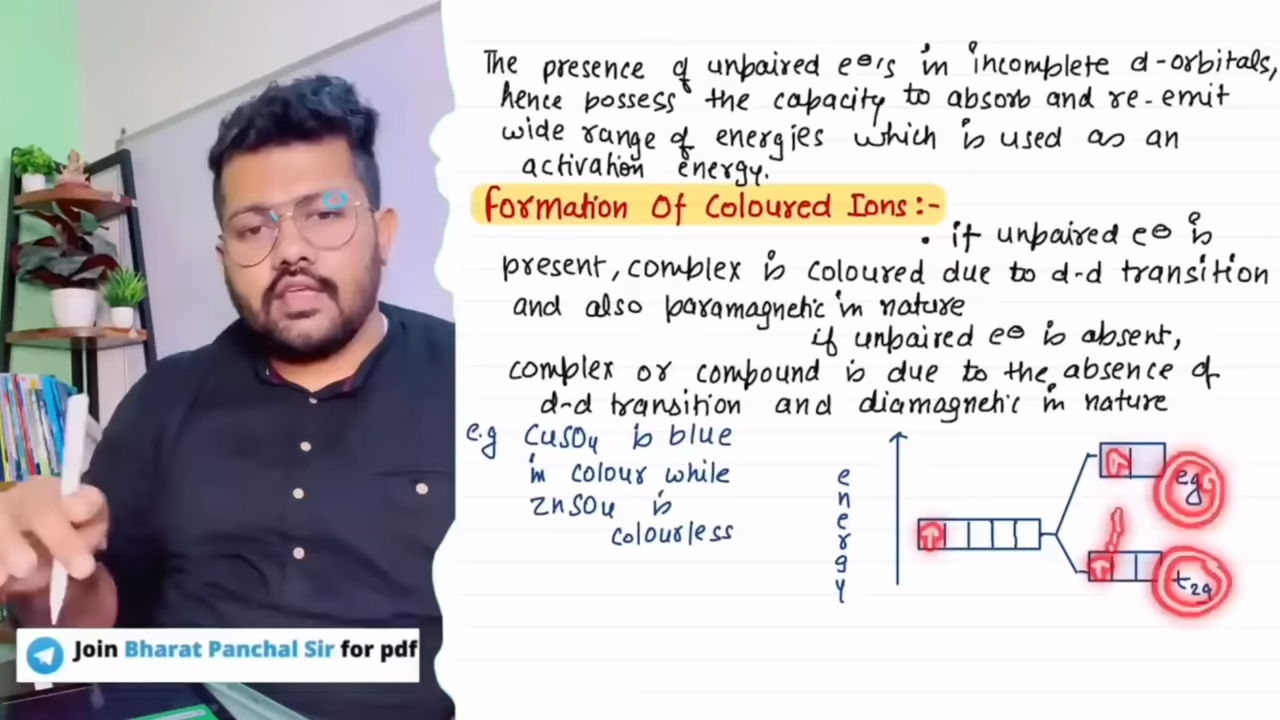 The presence of unpaired e⊖'s in incomplete d-orbitals,
hence possess the capacity to absorb and re-emit
wide range of energies which is used as an
activation energy.
Formation Of Coloured Ions:-
• if unpaired e⊖ is
present, complex is coloured due to d-d transition
and also paramagnetic in nature
if unpaired e⊖ is absent,
complex or compound is due to the absence of
d-d transition and diamagnetic in nature
e.g CuSO4 is blue
in colour while
ZnSO4 is
colourless
energy
↑
eg
↑
↑
t2g
Join Bharat Panchal Sir for pdf